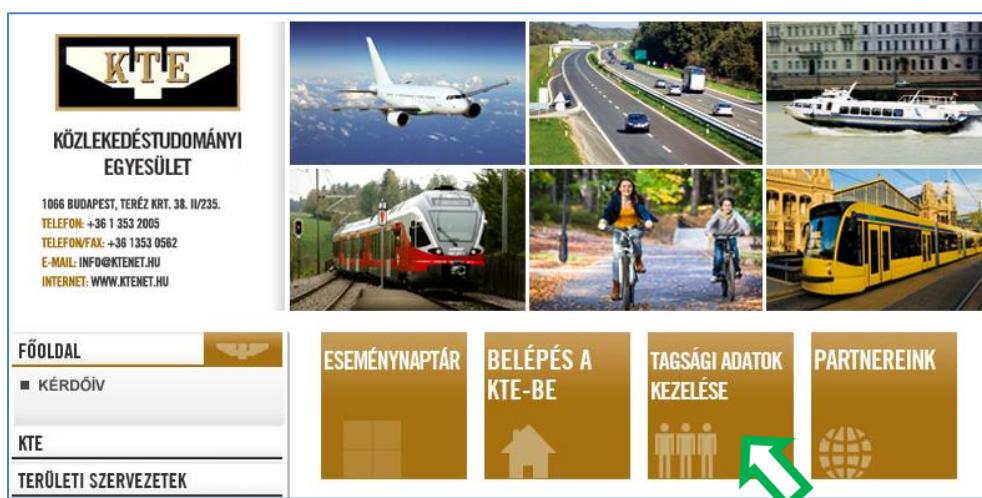 KTE
KÖZLEKEDÉSTUDOMÁNYI
EGYESÜLET
1066 BUDAPEST, TERÉZ KRT. 38. II/235.
TELEFON: +36 1 353 2005
TELEFON/FAX: +36 1353 0562
E-MAIL: INFO@KTENET.HU
INTERNET: WWW.KTENET.HU
FŐOLDAL
KÉRDŐÍV
KTE
TERÜLETI SZERVEZETEK
ESEMÉNYNAPTÁR
BELÉPÉS A
KTE-BE
TAGSÁGI ADATOK
KEZELÉSE
PARTNEREINK